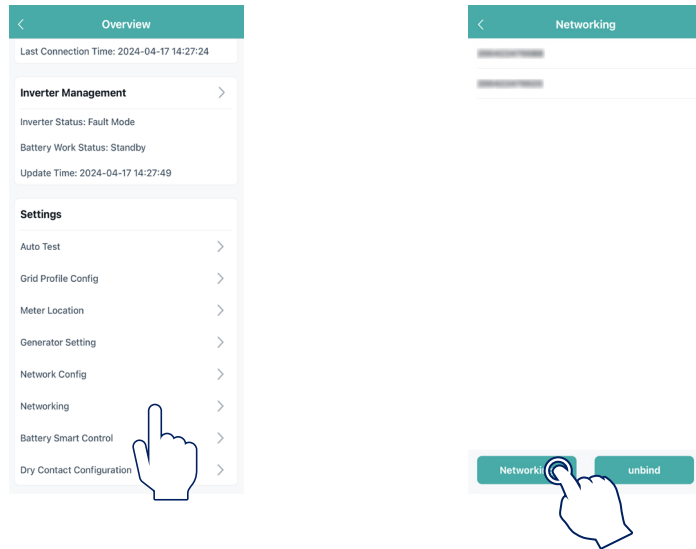 Overview
Last Connection Time: 2024-04-17 14:27:24
Inverter Management
Inverter Status: Fault Mode
Battery Work Status: Standby
Update Time: 2024-04-17 14:27:49
Settings
Auto Test
Grid Profile Config
Meter Location
Generator Setting
Network Config
Networking
Battery Smart Control
Dry Contact Configuration
Networking
unbind